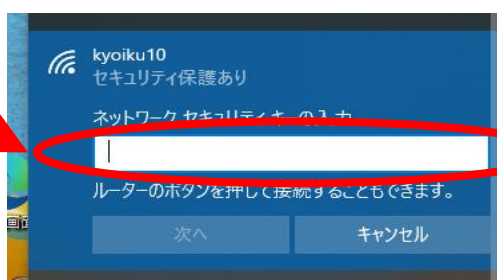 kyoiku10
セキュリティ保護あり
ネットワーク セキュリティ キーの入力
ルーターのボタンを押して接続することもできます。
次へ
キャンセル